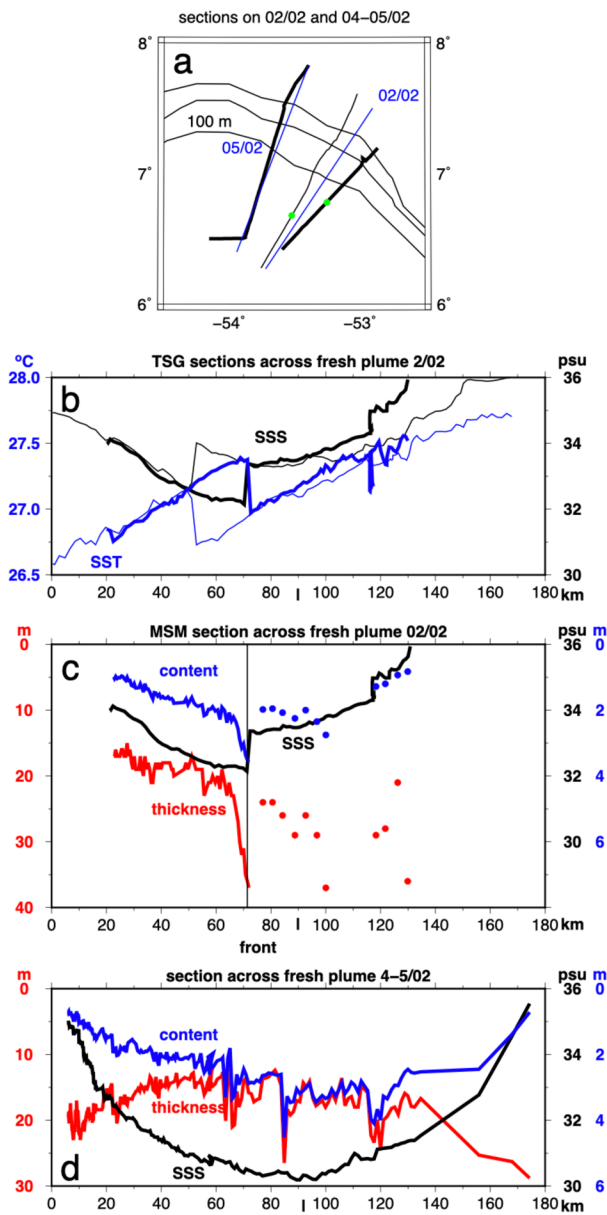 sections on 02/02 and 04–05/02
8˚ a 8˚
02/02
100 m
05/02
7˚ 7˚
6˚ 6˚
−54˚ −53˚
ºC TSG sections across fresh plume 2/02 psu
28.0 b 36
SSS
27.5 34
27.0 32
SST
26.5 30
0 20 40 60 80 l 100 120 140 160 180 km
m MSM section across fresh plume 02/02 psu m
0 c 36 0
content
10 34 2
SSS
20 32 4
thickness
30 30 6
40
0 20 40 60 80 l 100 120 140 160 180 km
front
m section across fresh plume 4–5/02 psu m
0 36 0
content
10 34 2
thickness
20 32 4
SSS
30 d 30 6
0 20 40 60 80 l 100 120 140 160 180 km